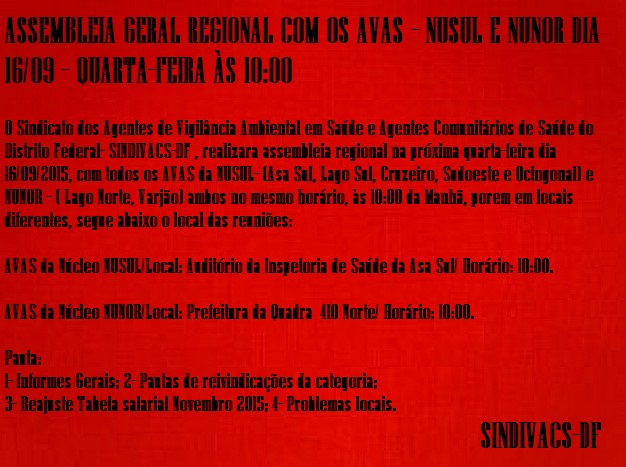 ASSEMBLEIA GERAL REGIONAL COM OS AVAS - NUSUL E NUNOR DIA
16/09 - QUARTA-FEIRA ÀS 10:00
O Sindicato dos Agentes de Vigilância Ambiental em Saúde e Agentes Comunitários de Saúde do
Distrito Federal- SINDIVACS-DF , realizara assembleia regional na próxima quarta-feira dia
16/09/2015, com todos os AVAS da NUSUL- (Asa Sul, Lago Sul, Cruzeiro, Sudoeste e Octogonal) e
NUNOR - ( Lago Norte, Varjão) ambos no mesmo horário, às 10:00 da Manhã, porem em locais
diferentes, segue abaixo o local das reuniões:
AVAS da Núcleo NUSUL/Local: Auditório da Inspetoria de Saúde da Asa Sul/ Horário: 10:00.
AVAS da Núcleo NUNOR/Local: Prefeitura da Quadra 410 Norte/ Horário: 10:00.
Pauta:
1- Informes Gerais; 2- Pautas de reivindicações da categoria;
3- Reajuste Tabela salarial Novembro 2015; 4- Problemas locais.
SINDIVACS-DF